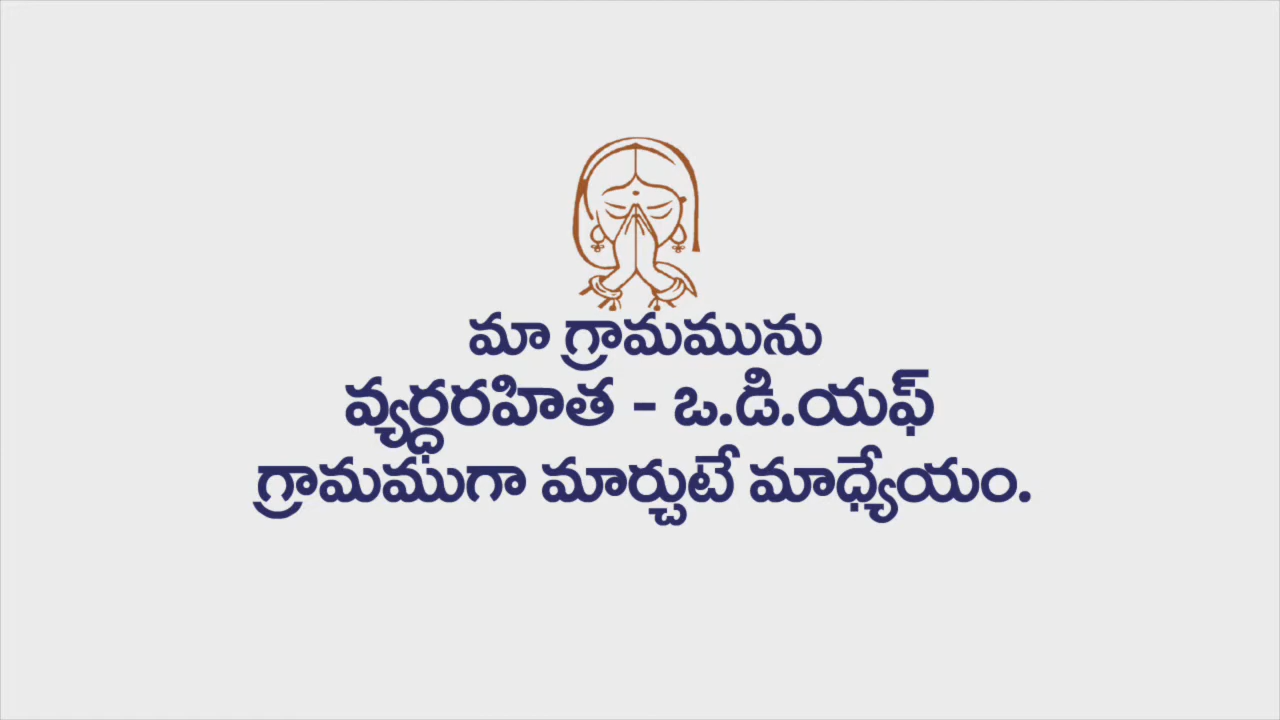 మా గ్రామమును
వ్యర్ధరహిత - ఒ.డి.యఫ్
గ్రామముగా మార్చుటే మాధ్యేయం.